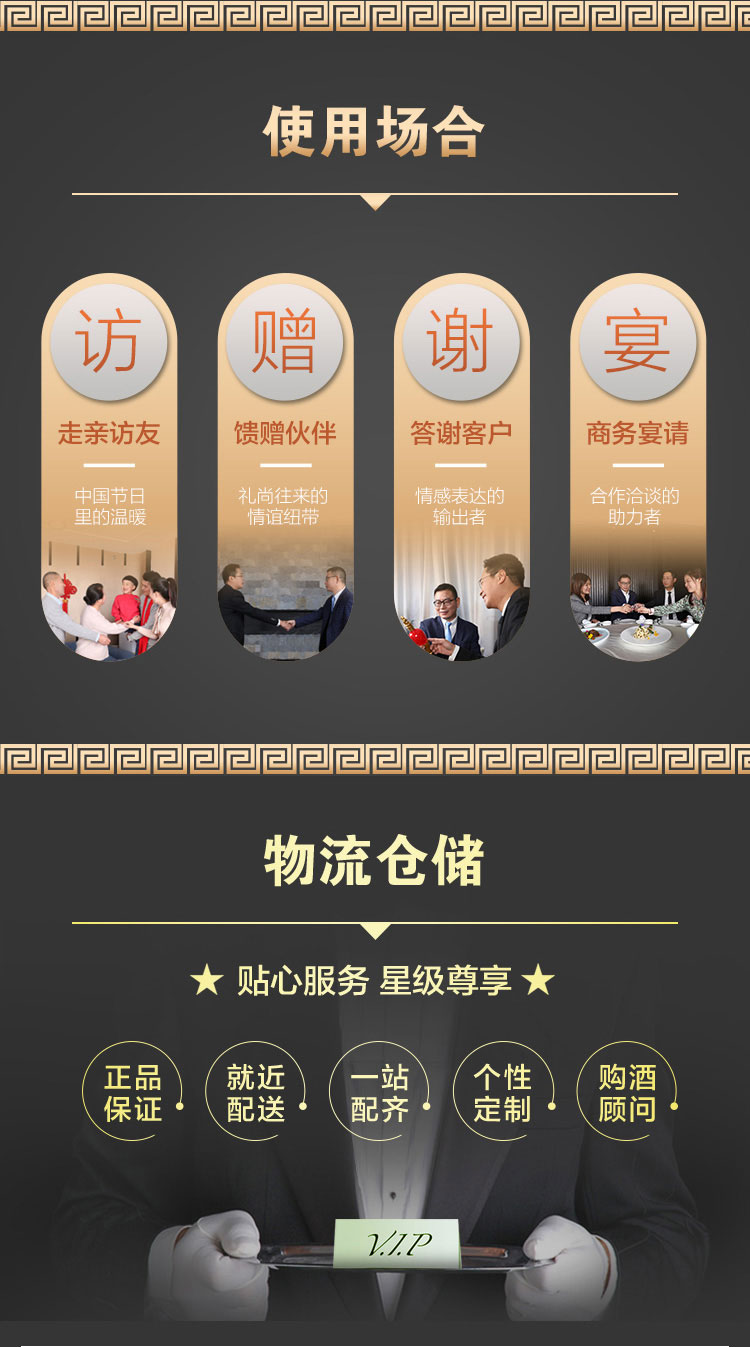 使用场合
访
走亲访友
中国节日
里的温暖
赠
馈赠伙伴
礼尚往来的
情谊纽带
谢
答谢客户
情感表达的
输出者
宴
商务宴请
合作洽谈的
助力者
物流仓储
★ 贴心服务 星级尊享 ★
正品
保证
就近
配送
一站
配齐
个性
定制
购酒
顾问
V.I.P